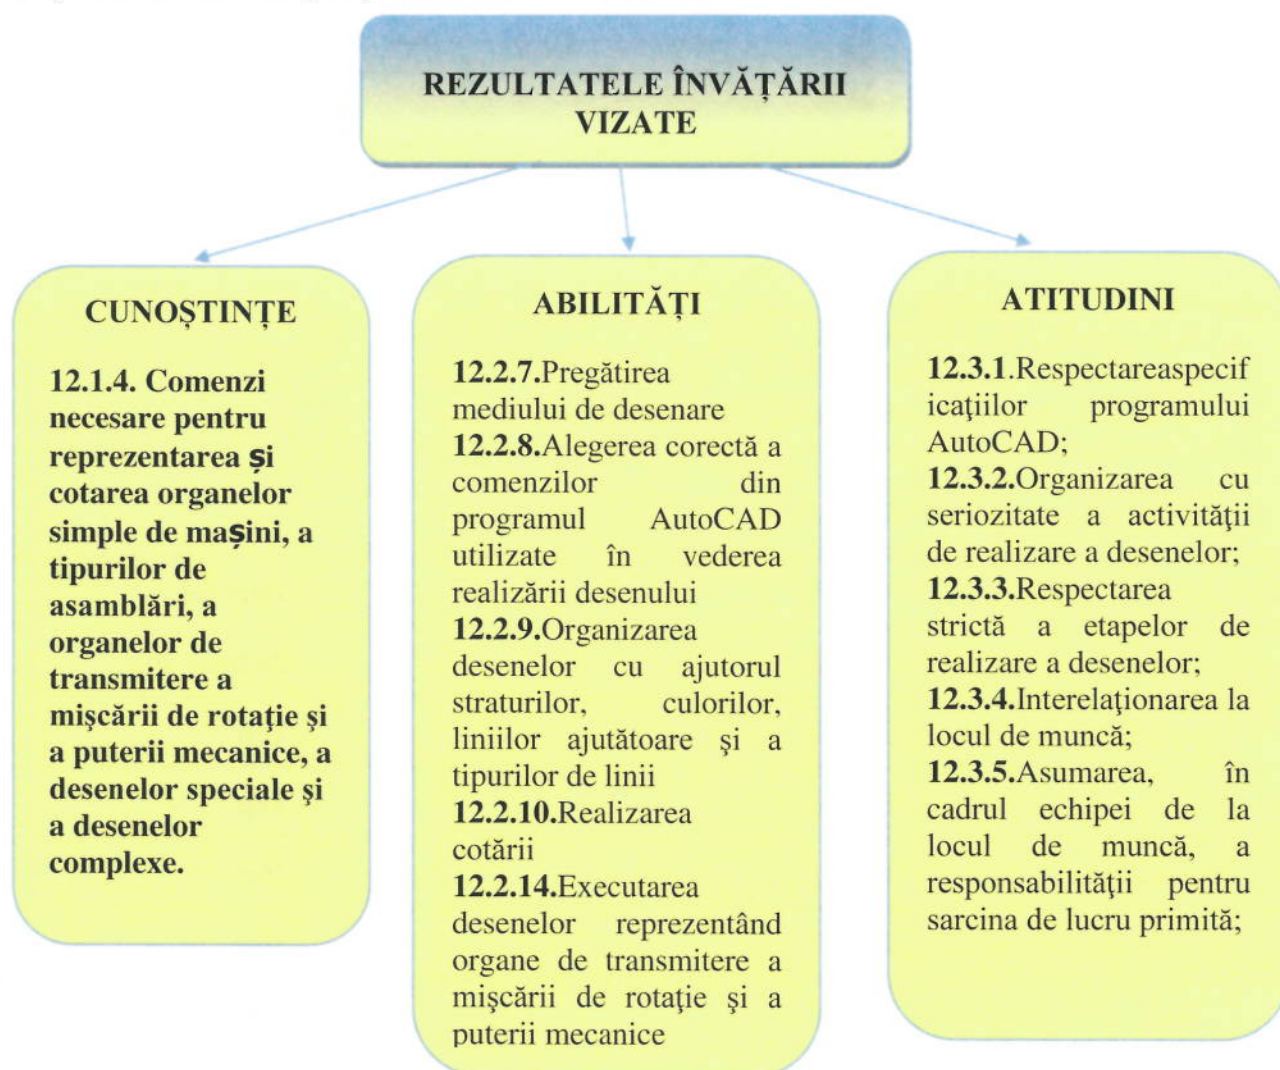 REZULTATELE ÎNVĂȚĂRII
VIZATE
CUNOȘTINȚE
12.1.4. Comenzi
necesare pentru
reprezentarea și
cotarea organelor
simple de mașini, a
tipurilor de
asamblări, a
organelor de
transmitere a
mişcării de rotaţie şi
a puterii mecanice, a
desenelor speciale şi
a desenelor
complexe.
ABILITĂȚI
12.2.7.Pregătirea
mediului de desenare
12.2.8.Alegerea corectă a
comenzilor din
programul AutoCAD
utilizate în vederea
realizării desenului
12.2.9.Organizarea
desenelor cu ajutorul
straturilor, culorilor,
liniilor ajutătoare şi a
tipurilor de linii
12.2.10.Realizarea
cotării
12.2.14.Executarea
desenelor reprezentând
organe de transmitere a
mişcării de rotaţie şi a
puterii mecanice
ATITUDINI
12.3.1.Respectareaspecif
icaţiilor programului
AutoCAD;
12.3.2.Organizarea cu
seriozitate a activităţii
de realizare a desenelor;
12.3.3.Respectarea
strictă a etapelor de
realizare a desenelor;
12.3.4.Interelaţionarea la
locul de muncă;
12.3.5.Asumarea, în
cadrul echipei de la
locul de muncă, a
responsabilităţii pentru
sarcina de lucru primită;